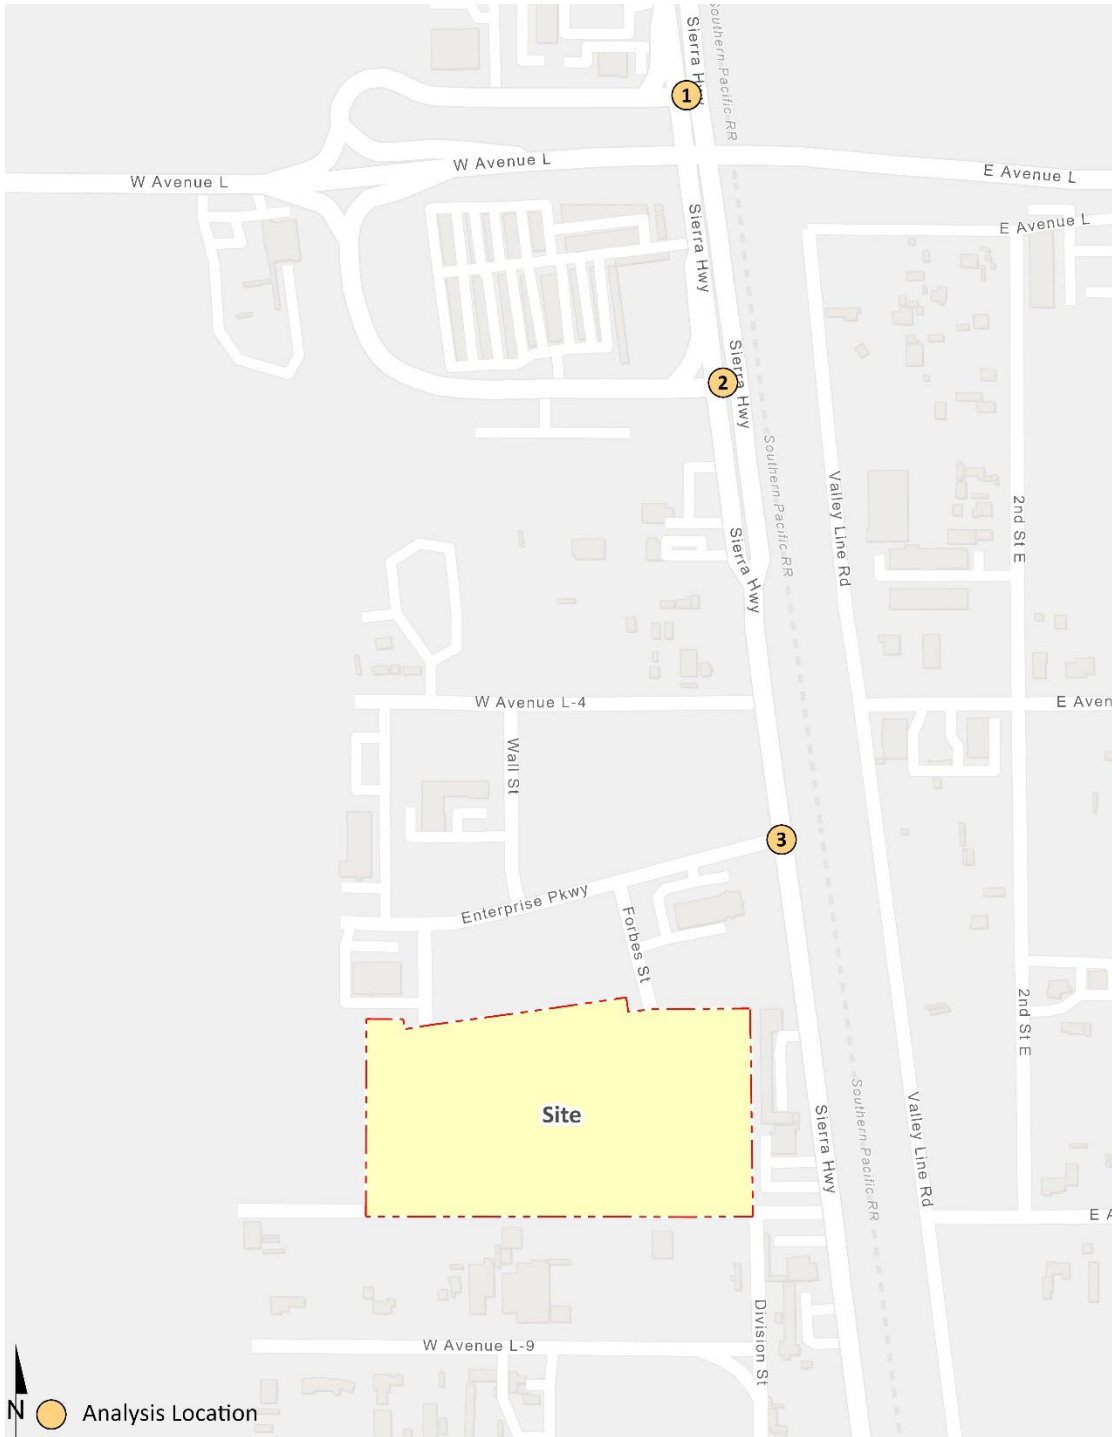 Sierra Hwy
Southern Pacific RR
1
W Avenue L
E Avenue L
W Avenue L
E Avenue L
Sierra Hwy
Sierra Hwy
2
Southern Pacific RR
Valley Line Rd
2nd St E
Sierra Hwy
W Avenue L-4
E Aven
Wall St
3
Enterprise Pkwy
Forbes St
2nd St E
Site
Sierra Hwy
Southern Pacific RR
Valley Line Rd
E A
Division St
W Avenue L-9
N
Analysis Location